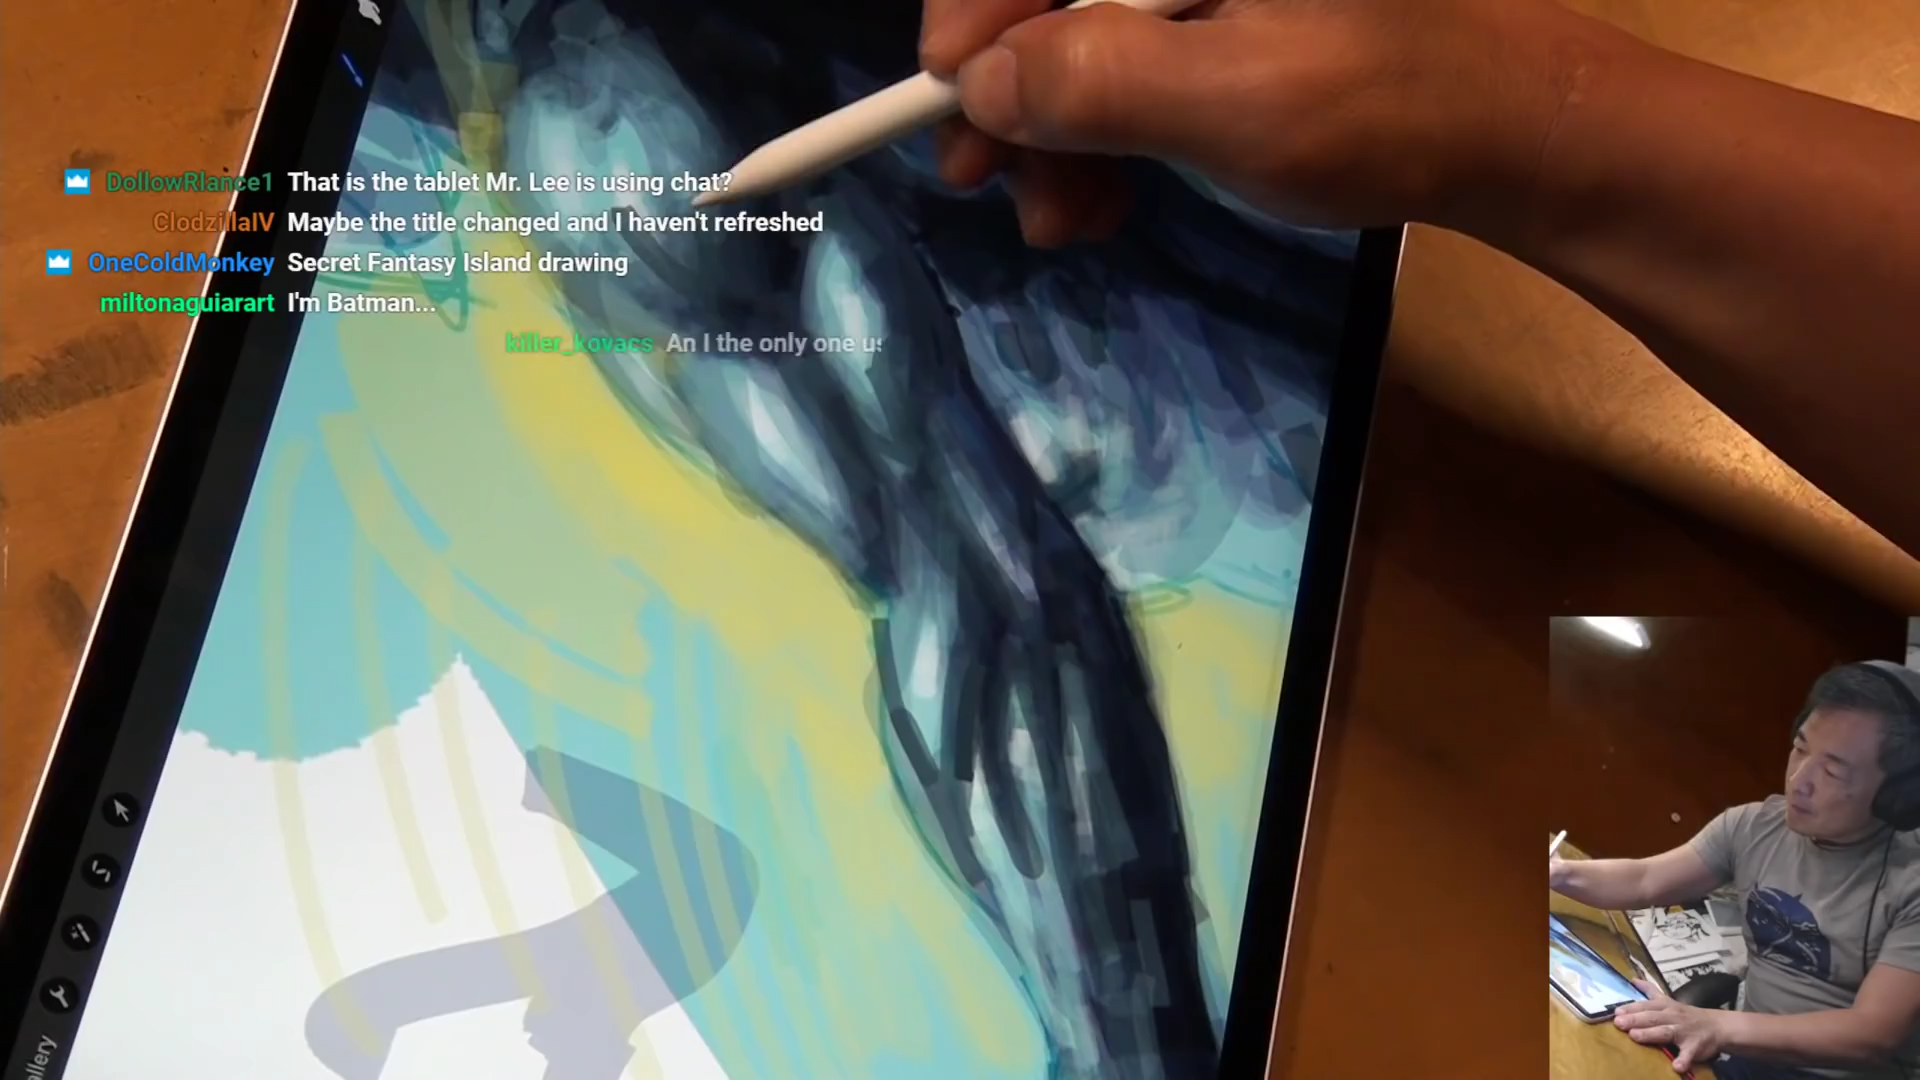 DollowRlance1 That is the tablet Mr. Lee is using chat?
ClodzillaIV Maybe the title changed and I haven't refreshed
OneColdMonkey Secret Fantasy Island drawing
miltonaguiarart I'm Batman...
killer_kovacs An I the only one